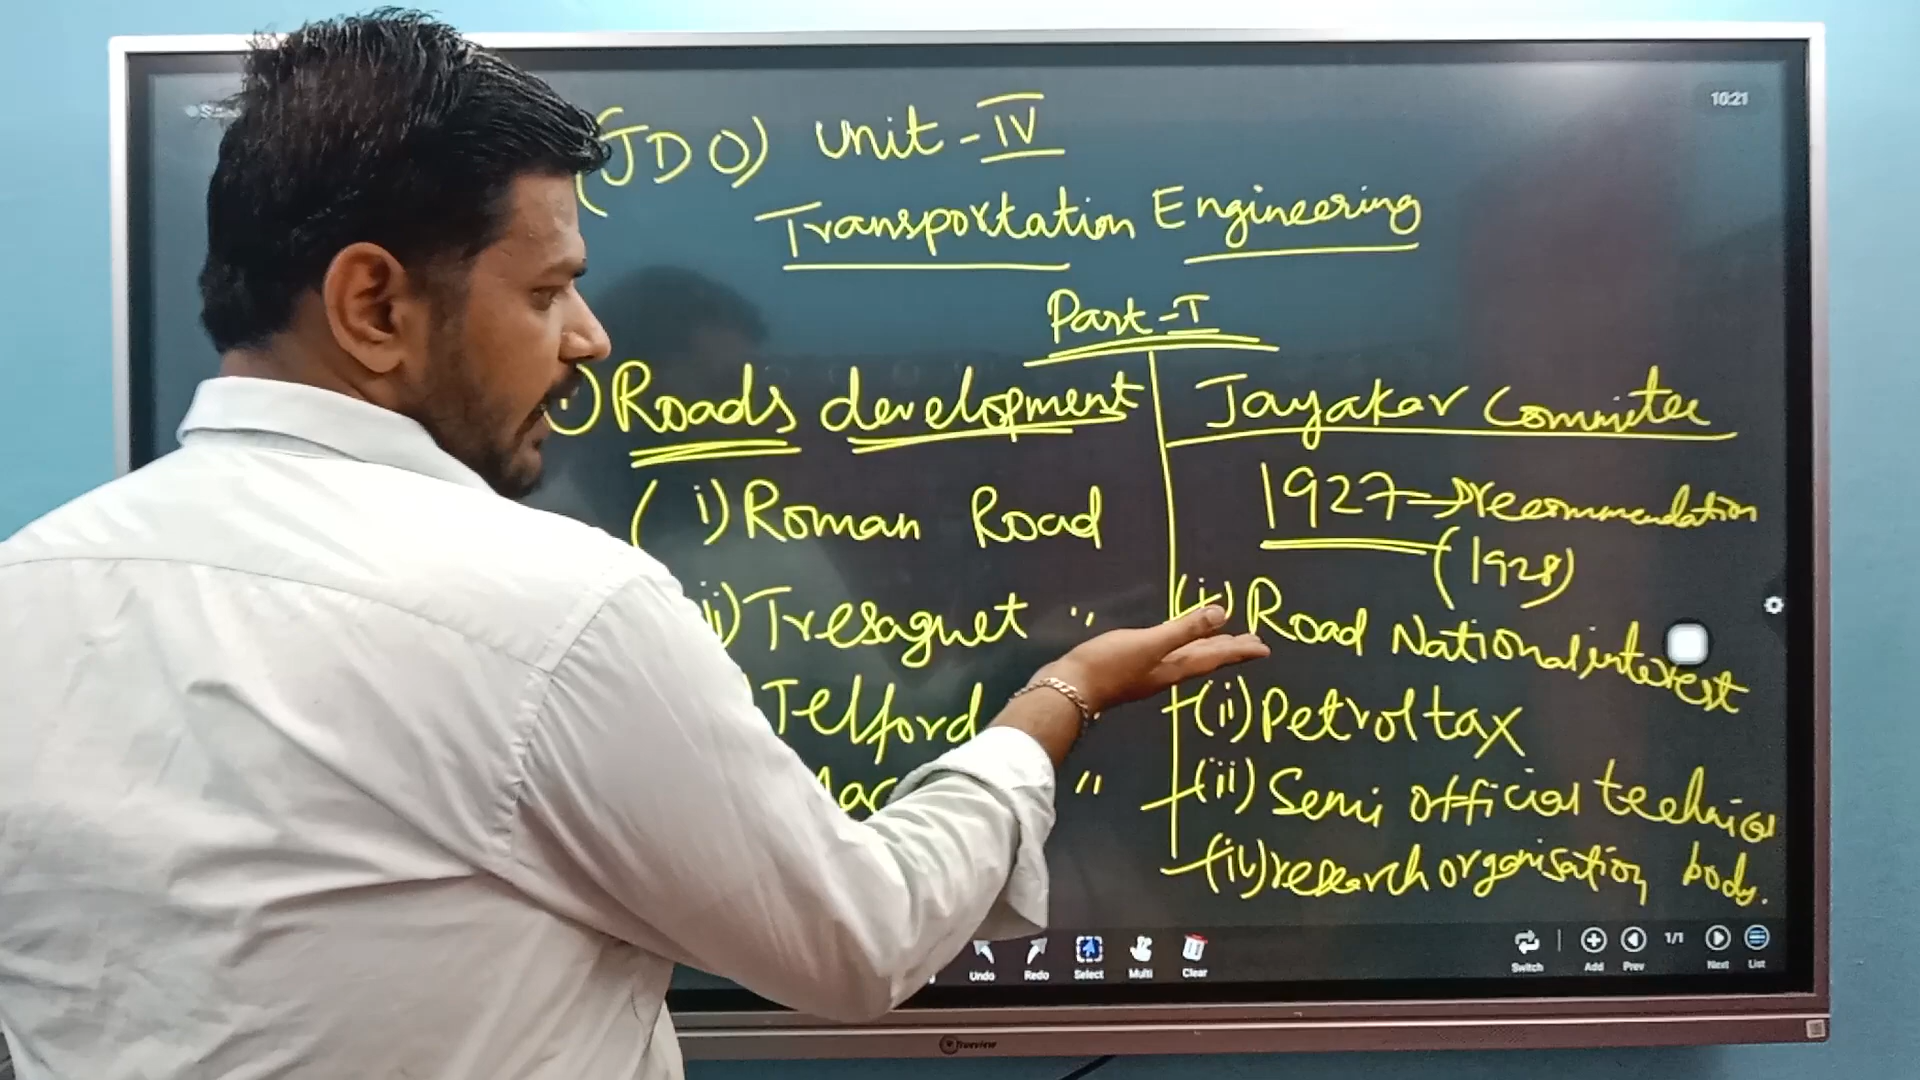 (JDO) Unit-IV
Transportation Engineering
Part-I
) Roads development
(i) Roman Road
ii) Tresaguet "
Telford "
Mac "
Jayakar Committee
1927→recommendation
(1928)
(i) Road National interest
(ii) Petrol tax
(iii) Semi official technical
(iv) research organisation body.
10:21
Undo
Redo
Select
Multi
Clear
Switch
Add
Prev
1/1
Next
List